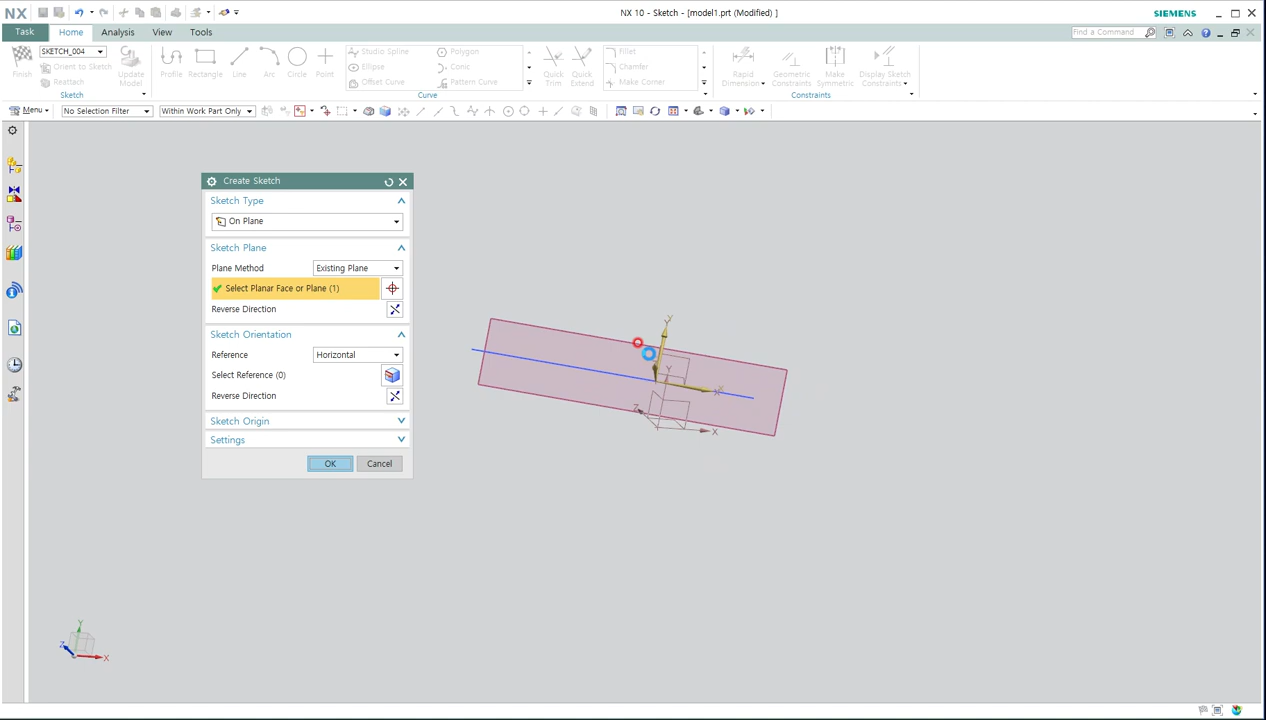 NX
NX 10 - Sketch - [model1.prt (Modified) ]
SIEMENS
Task
Home
Analysis
View
Tools
Find a Command
Finish
SKETCH_004
Orient to Sketch
Reattach
Update Model
Sketch
Profile
Rectangle
Line
Arc
Circle
Point
Studio Spline
Ellipse
Offset Curve
Polygon
Conic
Pattern Curve
Quick Trim
Quick Extend
Fillet
Chamfer
Make Corner
Curve
Rapid Dimension
Geometric Constraints
Make Symmetric
Display Sketch Constraints
Constraints
Menu
No Selection Filter
Within Work Part Only
Create Sketch
Sketch Type
On Plane
Sketch Plane
Plane Method
Existing Plane
Select Planar Face or Plane (1)
Reverse Direction
Sketch Orientation
Reference
Horizontal
Select Reference (0)
Reverse Direction
Sketch Origin
Settings
OK
Cancel
Y
Y
X
Z
X
Y
Z
X